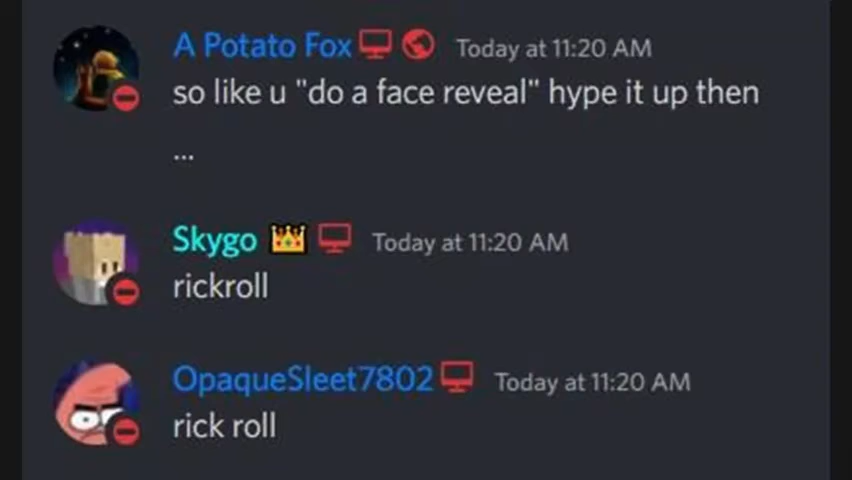 A Potato Fox Today at 11:20 AM
so like u "do a face reveal" hype it up then
...
Skygo 👑 Today at 11:20 AM
rickroll
OpaqueSleet7802 Today at 11:20 AM
rick roll